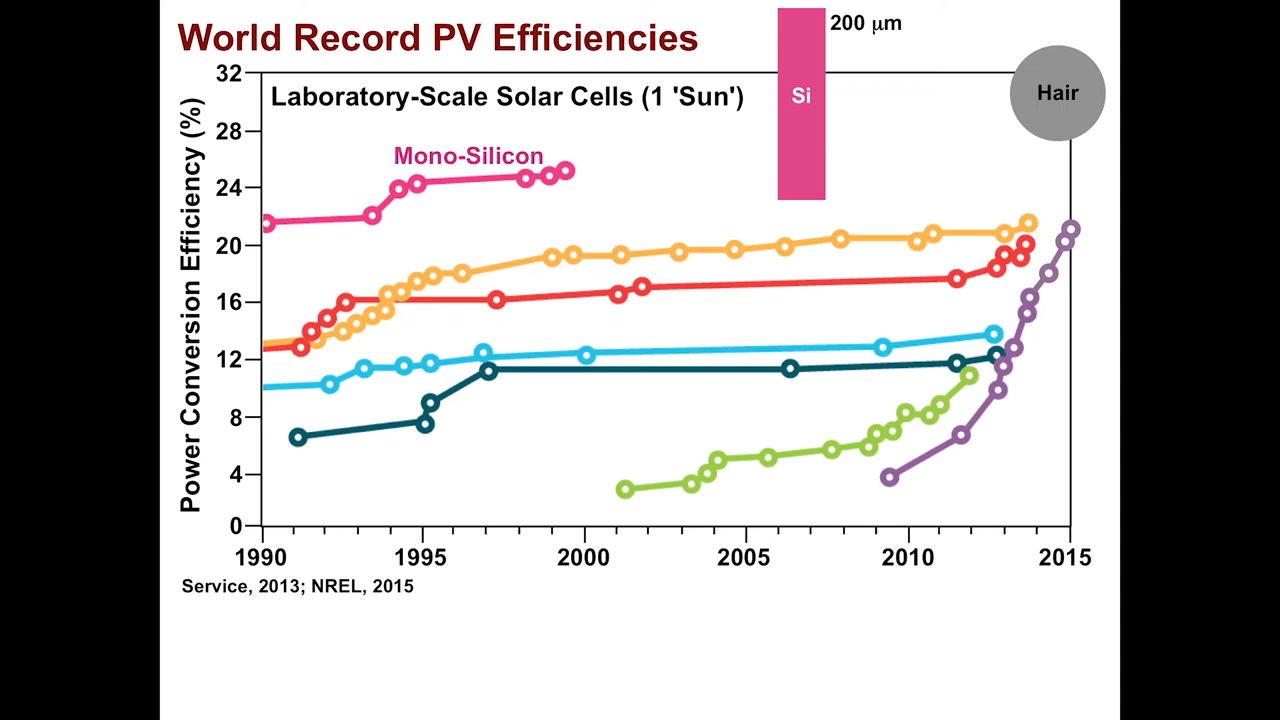 World Record PV Efficiencies
200 μm
Si
Hair
Laboratory-Scale Solar Cells (1 'Sun')
Mono-Silicon
Power Conversion Efficiency (%)
32
28
24
20
16
12
8
4
0
1990 1995 2000 2005 2010 2015
Service, 2013; NREL, 2015